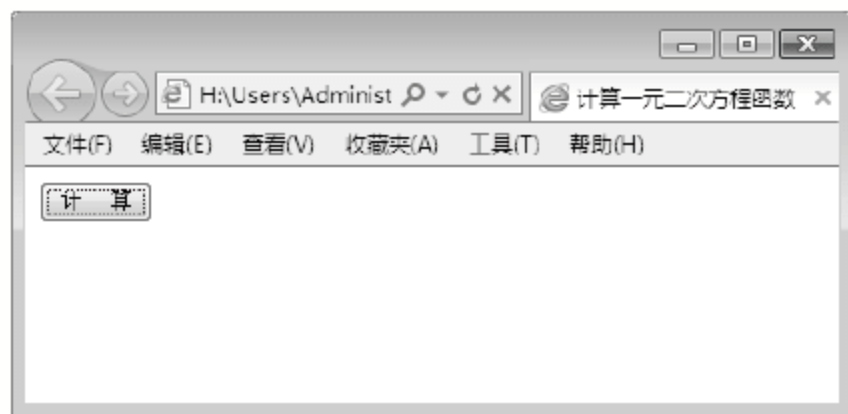 H:\Users\Administ
计算一元二次方程函数
文件(F) 编辑(E) 查看(V) 收藏夹(A) 工具(T) 帮助(H)
计 算